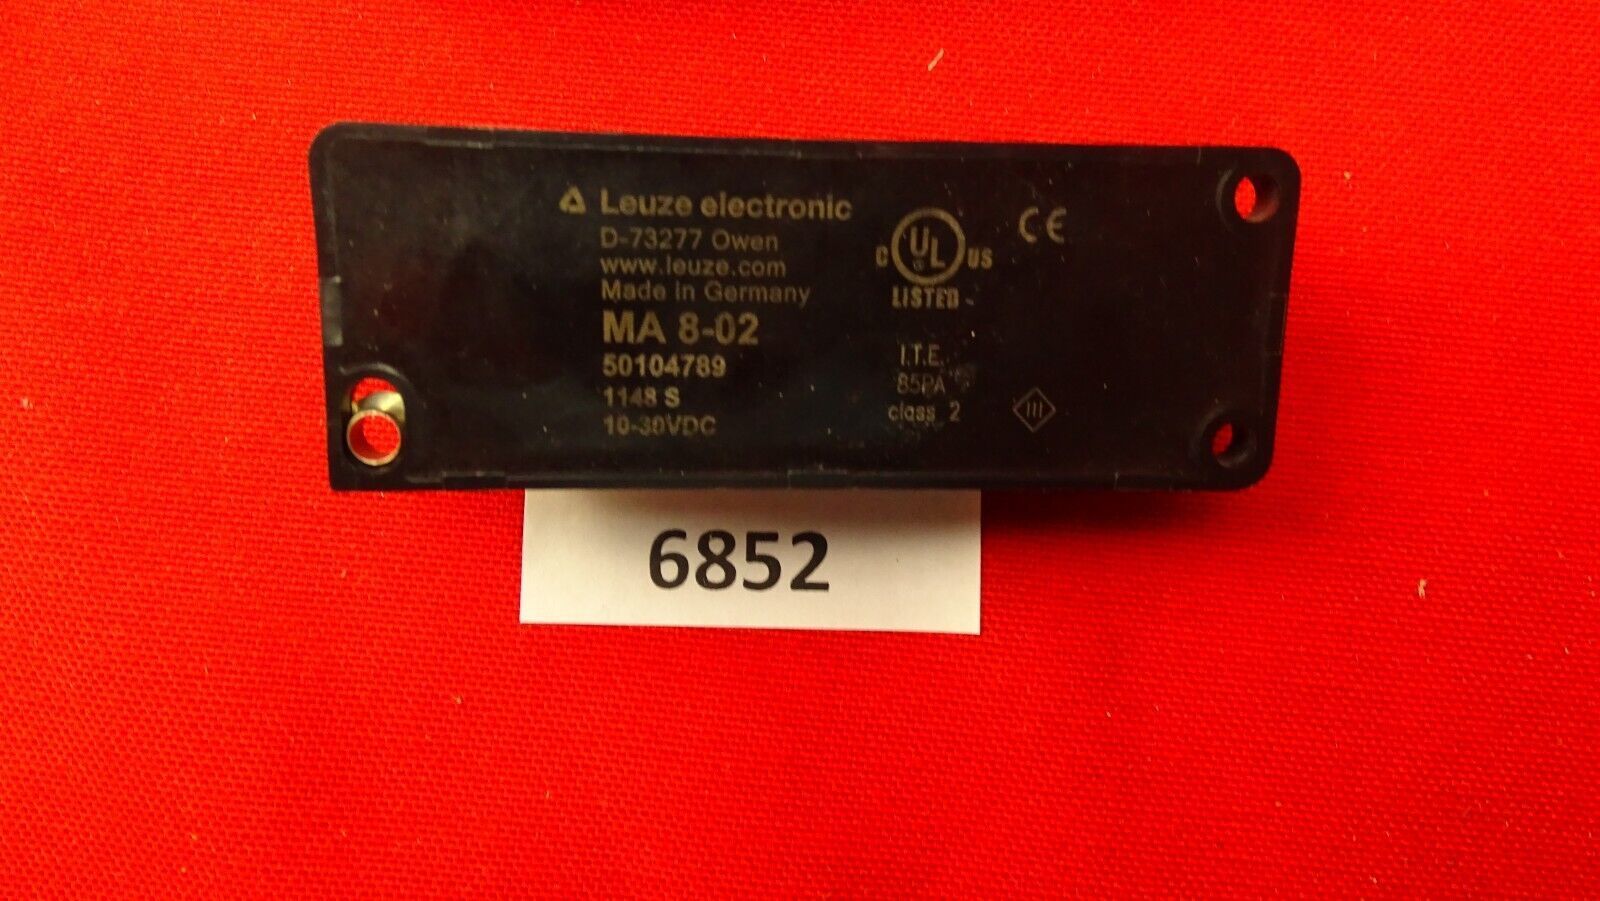 Leuze electronic
D-73277 Owen
www.leuze.com
Made in Germany
MA 8-02
50104789
1148 S
10-30VDC
C UL US
LISTED
CE
I.T.E.
85PA
class 2
III
6852